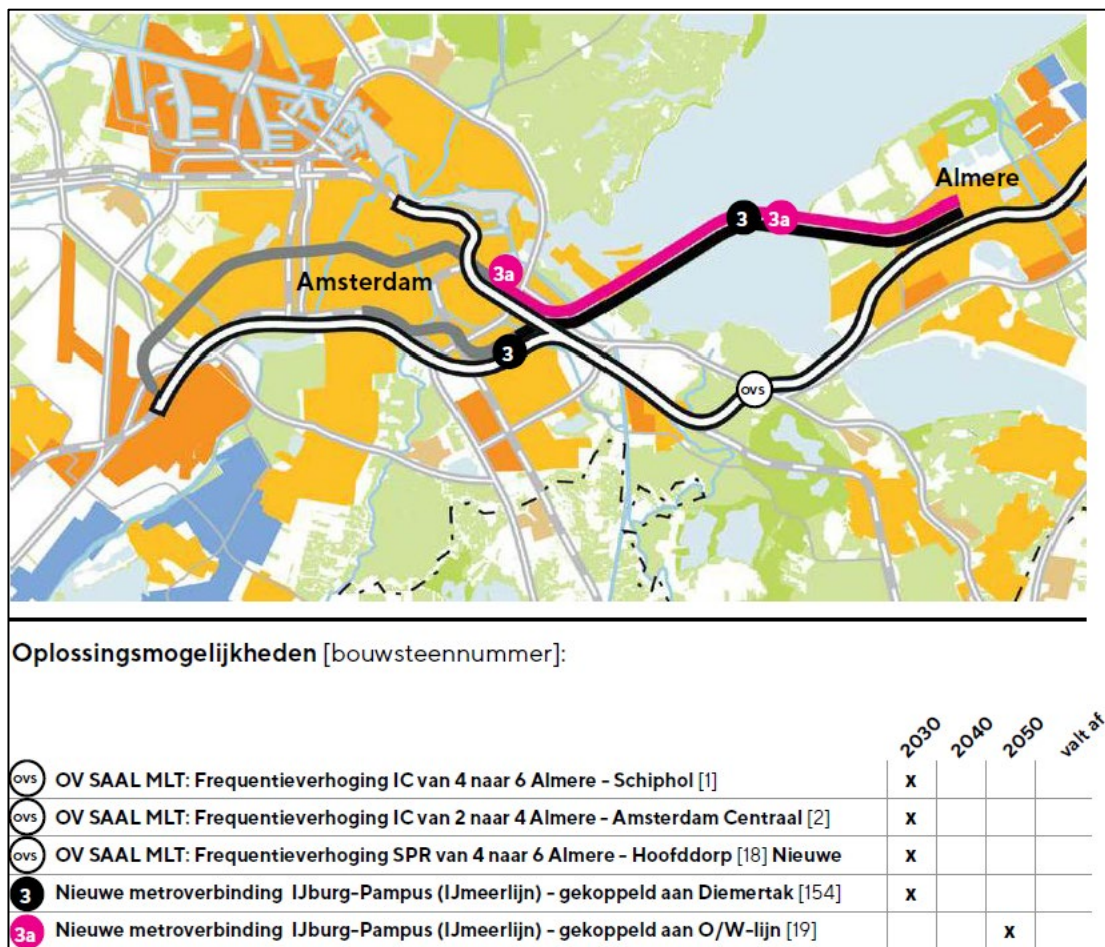 Almere
3 3a
3a
Amsterdam
3
OVS
Oplossingsmogelijkheden [bouwsteennummer]:
2030 2040 2050 valt af
OVS OV SAAL MLT: Frequentieverhoging IC van 4 naar 6 Almere - Schiphol [1] x
OVS OV SAAL MLT: Frequentieverhoging IC van 2 naar 4 Almere - Amsterdam Centraal [2] x
OVS OV SAAL MLT: Frequentieverhoging SPR van 4 naar 6 Almere - Hoofddorp [18] Nieuwe x
3 Nieuwe metroverbinding IJburg-Pampus (IJmeerlijn) - gekoppeld aan Diemertak [154] x
3a Nieuwe metroverbinding IJburg-Pampus (IJmeerlijn) - gekoppeld aan O/W-lijn [19] x